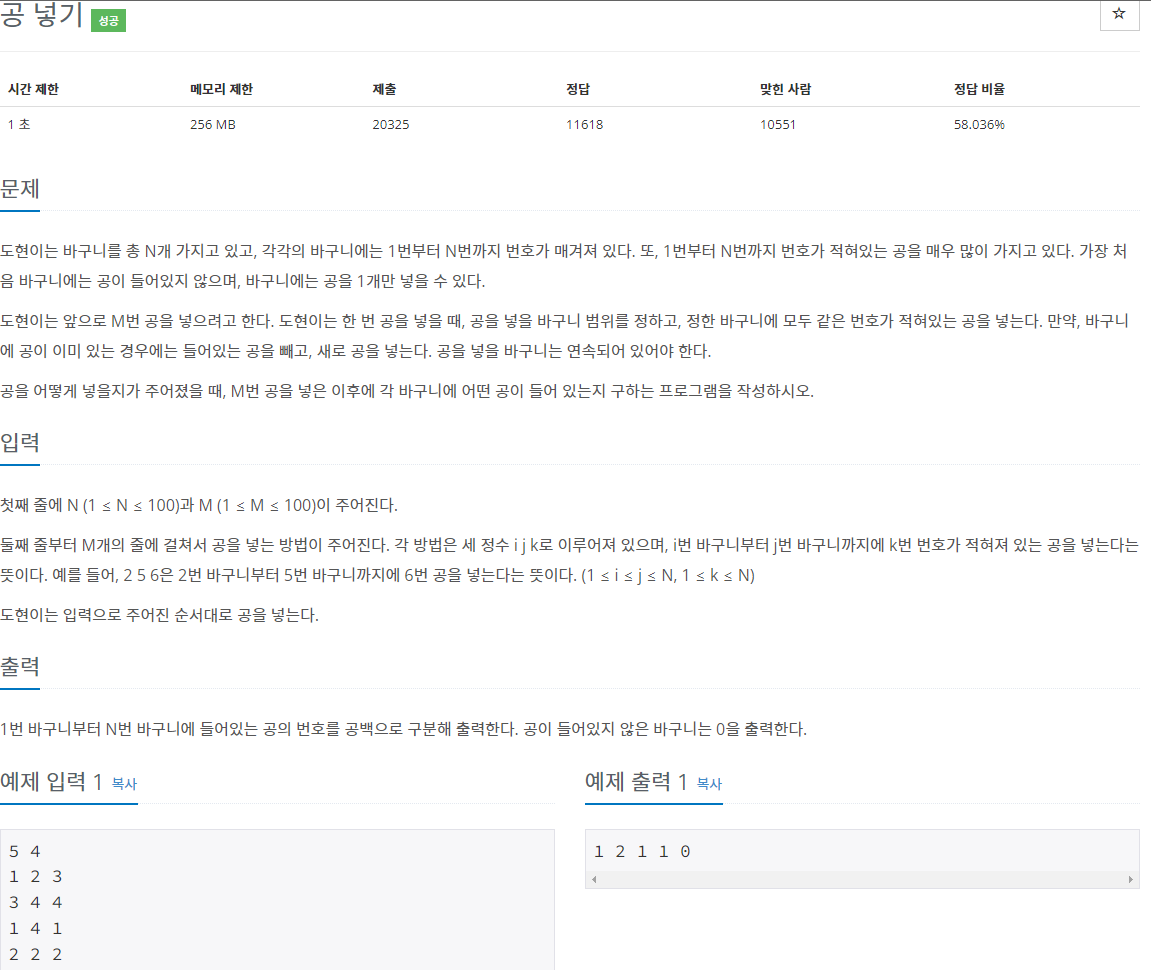 공 넣기 성공
☆
시간 제한 메모리 제한 제출 정답 맞힌 사람 정답 비율
1 초 256 MB 20325 11618 10551 58.036%
문제
도현이는 바구니를 총 N개 가지고 있고, 각각의 바구니에는 1번부터 N번까지 번호가 매겨져 있다. 또, 1번부터 N번까지 번호가 적혀있는 공을 매우 많이 가지고 있다. 가장 처
음 바구니에는 공이 들어있지 않으며, 바구니에는 공을 1개만 넣을 수 있다.
도현이는 앞으로 M번 공을 넣으려고 한다. 도현이는 한 번 공을 넣을 때, 공을 넣을 바구니 범위를 정하고, 정한 바구니에 모두 같은 번호가 적혀있는 공을 넣는다. 만약, 바구니
에 공이 이미 있는 경우에는 들어있는 공을 빼고, 새로 공을 넣는다. 공을 넣을 바구니는 연속되어 있어야 한다.
공을 어떻게 넣을지가 주어졌을 때, M번 공을 넣은 이후에 각 바구니에 어떤 공이 들어 있는지 구하는 프로그램을 작성하시오.
입력
첫째 줄에 N (1 ≤ N ≤ 100)과 M (1 ≤ M ≤ 100)이 주어진다.
둘째 줄부터 M개의 줄에 걸쳐서 공을 넣는 방법이 주어진다. 각 방법은 세 정수 i j k로 이루어져 있으며, i번 바구니부터 j번 바구니까지에 k번 번호가 적혀져 있는 공을 넣는다는
뜻이다. 예를 들어, 2 5 6은 2번 바구니부터 5번 바구니까지에 6번 공을 넣는다는 뜻이다. (1 ≤ i ≤ j ≤ N, 1 ≤ k ≤ N)
도현이는 입력으로 주어진 순서대로 공을 넣는다.
출력
1번 바구니부터 N번 바구니에 들어있는 공의 번호를 공백으로 구분해 출력한다. 공이 들어있지 않은 바구니는 0을 출력한다.
예제 입력 1 복사
5 4
1 2 3
3 4 4
1 4 1
2 2 2
예제 출력 1 복사
1 2 1 1 0